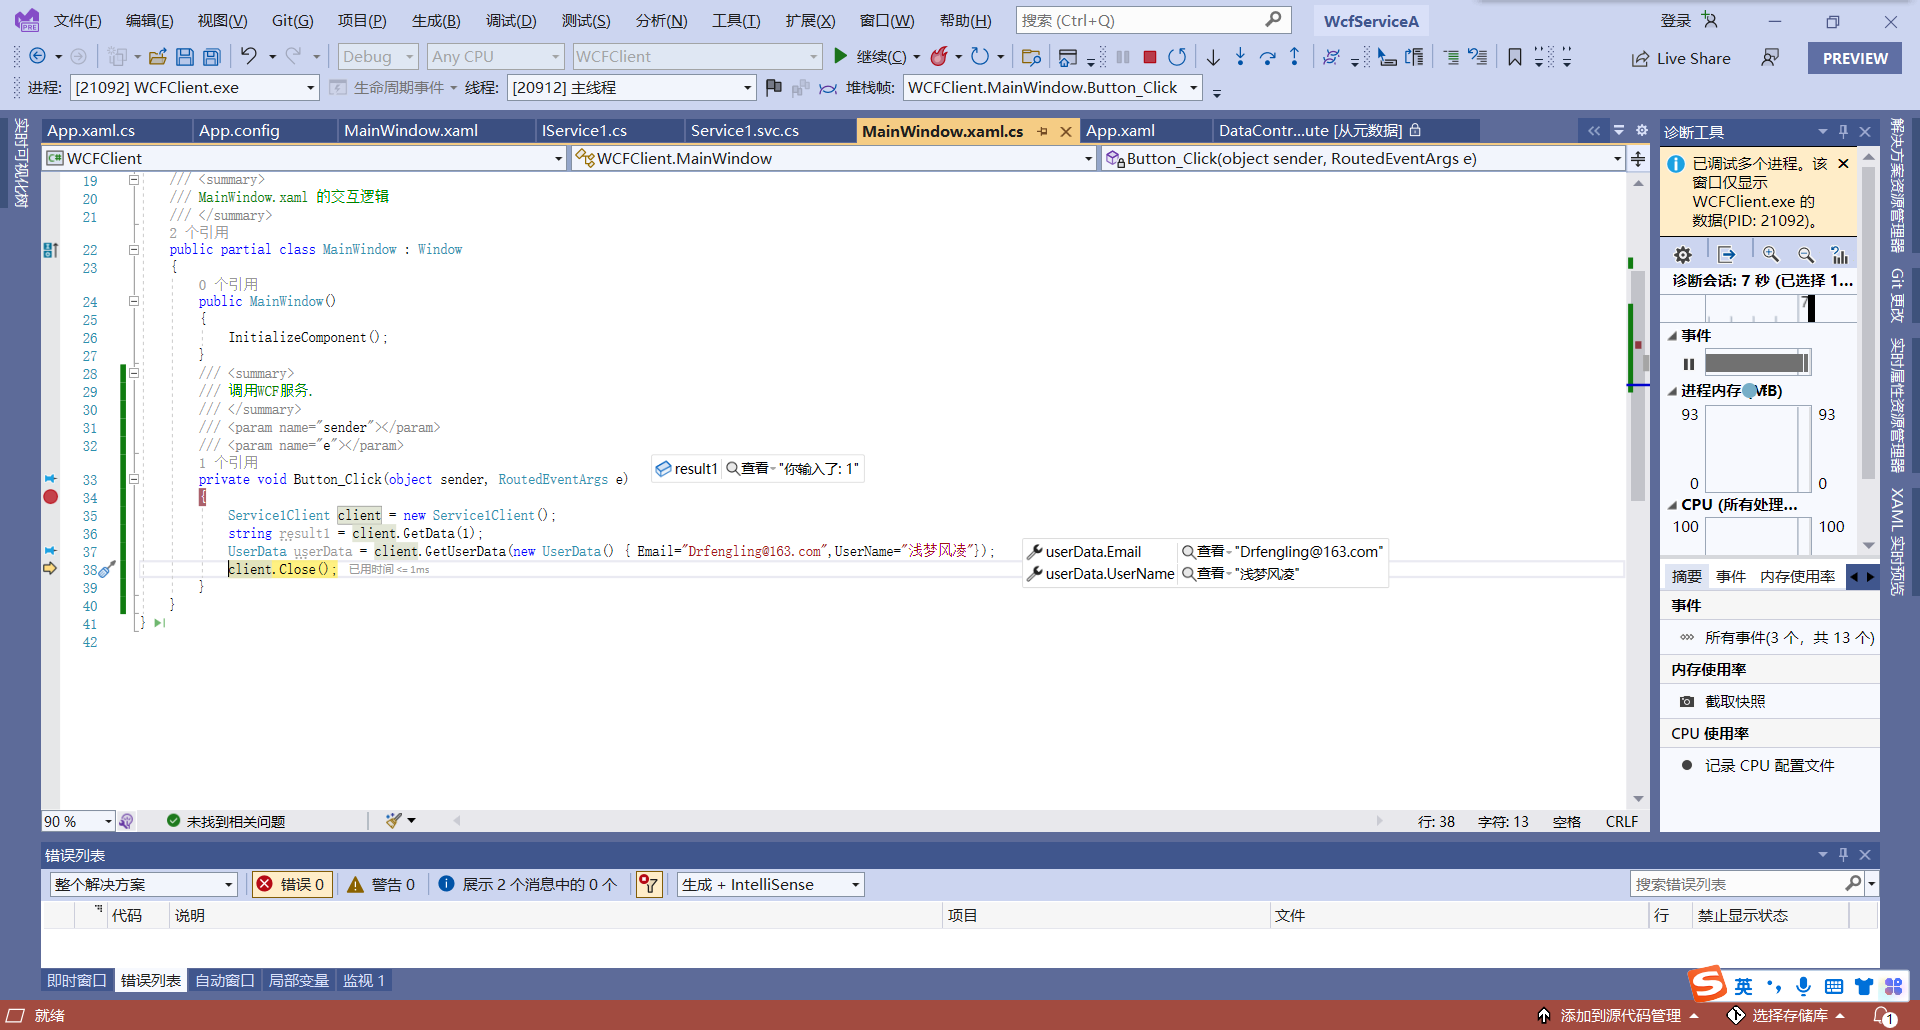 文件(F) 编辑(E) 视图(V) Git(G) 项目(P) 生成(B) 调试(D) 测试(S) 分析(N) 工具(T) 扩展(X) 窗口(W) 帮助(H) 搜索 (Ctrl+Q) WcfServiceA 登录
Debug Any CPU WCFClient 继续(C) Live Share PREVIEW
进程: [21092] WCFClient.exe 生命周期事件 线程: [20912] 主线程 堆栈帧: WCFClient.MainWindow.Button_Click
App.xaml.cs App.config MainWindow.xaml IService1.cs Service1.svc.cs MainWindow.xaml.cs App.xaml DataContr...ute [从元数据]
WCFClient WCFClient.MainWindow Button_Click(object sender, RoutedEventArgs e)
实时可视化树
19 /// <summary>
20 /// MainWindow.xaml 的交互逻辑
21 /// </summary>
2 个引用
22 public partial class MainWindow : Window
23 {
0 个引用
24 public MainWindow()
25 {
26 InitializeComponent();
27 }
28 /// <summary>
29 /// 调用WCF服务.
30 /// </summary>
31 /// <param name="sender"></param>
32 /// <param name="e"></param>
1 个引用
33 private void Button_Click(object sender, RoutedEventArgs e)
result1 查看 "你输入了: 1"
34 {
35 Service1Client client = new Service1Client();
36 string result1 = client.GetData(1);
37 UserData userData = client.GetUserData(new UserData() { Email="Drfengling@163.com",UserName="浅梦风凌"});
userData.Email 查看 "Drfengling@163.com"
userData.UserName 查看 "浅梦风凌"
38 client.Close(); 已用时间 <= 1ms
39 }
40 }
41 }
42
90 % 未找到相关问题 行: 38 字符: 13 空格 CRLF
诊断工具
已调试多个进程。该
窗口仅显示
WCFClient.exe 的
数据(PID: 21092)。
诊断会话: 7 秒 (已选择 1...
7
事件
进程内存 (MB)
93 93
0 0
CPU (所有处理...
100 100
摘要 事件 内存使用率
事件
所有事件(3 个，共 13 个)
内存使用率
截取快照
CPU 使用率
记录 CPU 配置文件
解决方案资源管理器
Git 更改
实时属性资源管理器
XAML 实时预览
错误列表
整个解决方案 错误 0 警告 0 展示 2 个消息中的 0 个 生成 + IntelliSense 搜索错误列表
代码 说明 项目 文件 行 禁止显示状态
即时窗口 错误列表 自动窗口 局部变量 监视 1
英
就绪 添加到源代码管理 选择存储库 1